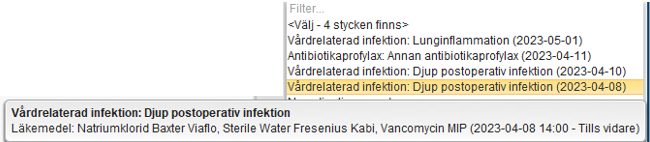 Filter...
<Välj - 4 stycken finns>
Vårdrelaterad infektion: Lunginflammation (2023-05-01)
Antibiotikaprofylax: Annan antibiotikaprofylax (2023-04-11)
Vårdrelaterad infektion: Djup postoperativ infektion (2023-04-10)
Vårdrelaterad infektion: Djup postoperativ infektion (2023-04-08)
Vårdrelaterad infektion: Djup postoperativ infektion
Läkemedel: Natriumklorid Baxter Viaflo, Sterile Water Fresenius Kabi, Vancomycin MIP (2023-04-08 14:00 - Tills vidare)